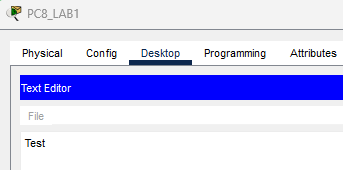 PC8_LAB1
Physical Config Desktop Programming Attributes
Text Editor
File
Test